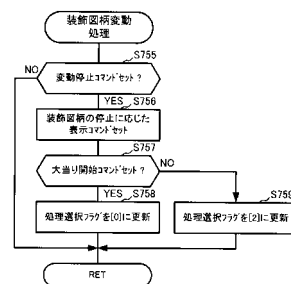 装飾図柄変動
処理
S755
変動停止コマンドセット？
NO
YES
S756
装飾図柄の停止に応じた
表示コマンドセット
S757
大当り開始コマンドセット？
NO
YES
S758
S759
処理選択フラグを[0]に更新
処理選択フラグを[2]に更新
RET